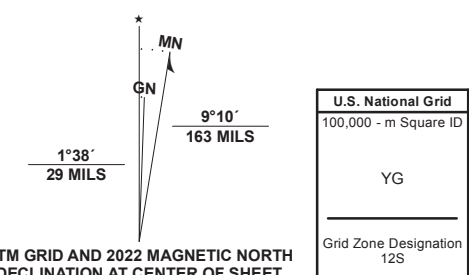 ★
MN
GN
9°10´
163 MILS
1°38´
29 MILS
TM GRID AND 2022 MAGNETIC NORTH
DECLINATION AT CENTER OF SHEET
U.S. National Grid
100,000 - m Square ID
YG
Grid Zone Designation
12S